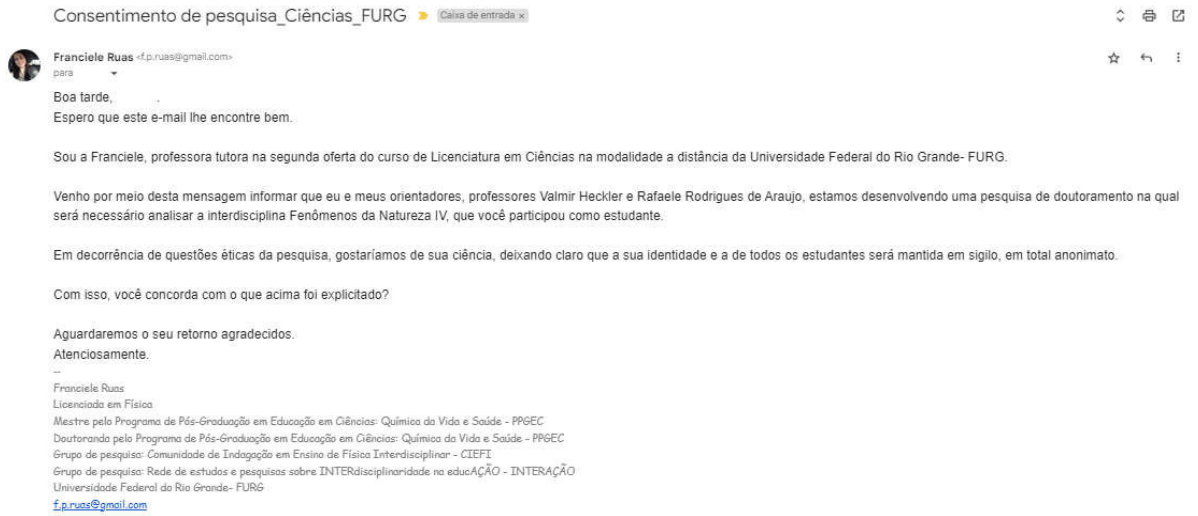 Consentimento de pesquisa_Ciências_FURG Caixa de entrada x
Franciele Ruas <f.p.ruas@gmail.com>
para
Boa tarde, .
Espero que este e-mail lhe encontre bem.
Sou a Franciele, professora tutora na segunda oferta do curso de Licenciatura em Ciências na modalidade a distância da Universidade Federal do Rio Grande- FURG.
Venho por meio desta mensagem informar que eu e meus orientadores, professores Valmir Heckler e Rafaele Rodrigues de Araujo, estamos desenvolvendo uma pesquisa de doutoramento na qual
será necessário analisar a interdisciplina Fenômenos da Natureza IV, que você participou como estudante.
Em decorrência de questões éticas da pesquisa, gostaríamos de sua ciência, deixando claro que a sua identidade e a de todos os estudantes será mantida em sigilo, em total anonimato.
Com isso, você concorda com o que acima foi explicitado?
Aguardaremos o seu retorno agradecidos.
Atenciosamente.
--
Franciele Ruas
Licenciada em Física
Mestre pelo Programa de Pós-Graduação em Educação em Ciências: Química da Vida e Saúde - PPGEC
Doutoranda pelo Programa de Pós-Graduação em Educação em Ciências: Química da Vida e Saúde - PPGEC
Grupo de pesquisa: Comunidade de Indagação em Ensino de Física Interdisciplinar - CIEFI
Grupo de pesquisa: Rede de estudos e pesquisas sobre INTERdisciplinaridade na educAÇÃO - INTERAÇÃO
Universidade Federal do Rio Grande- FURG
f.p.ruas@gmail.com